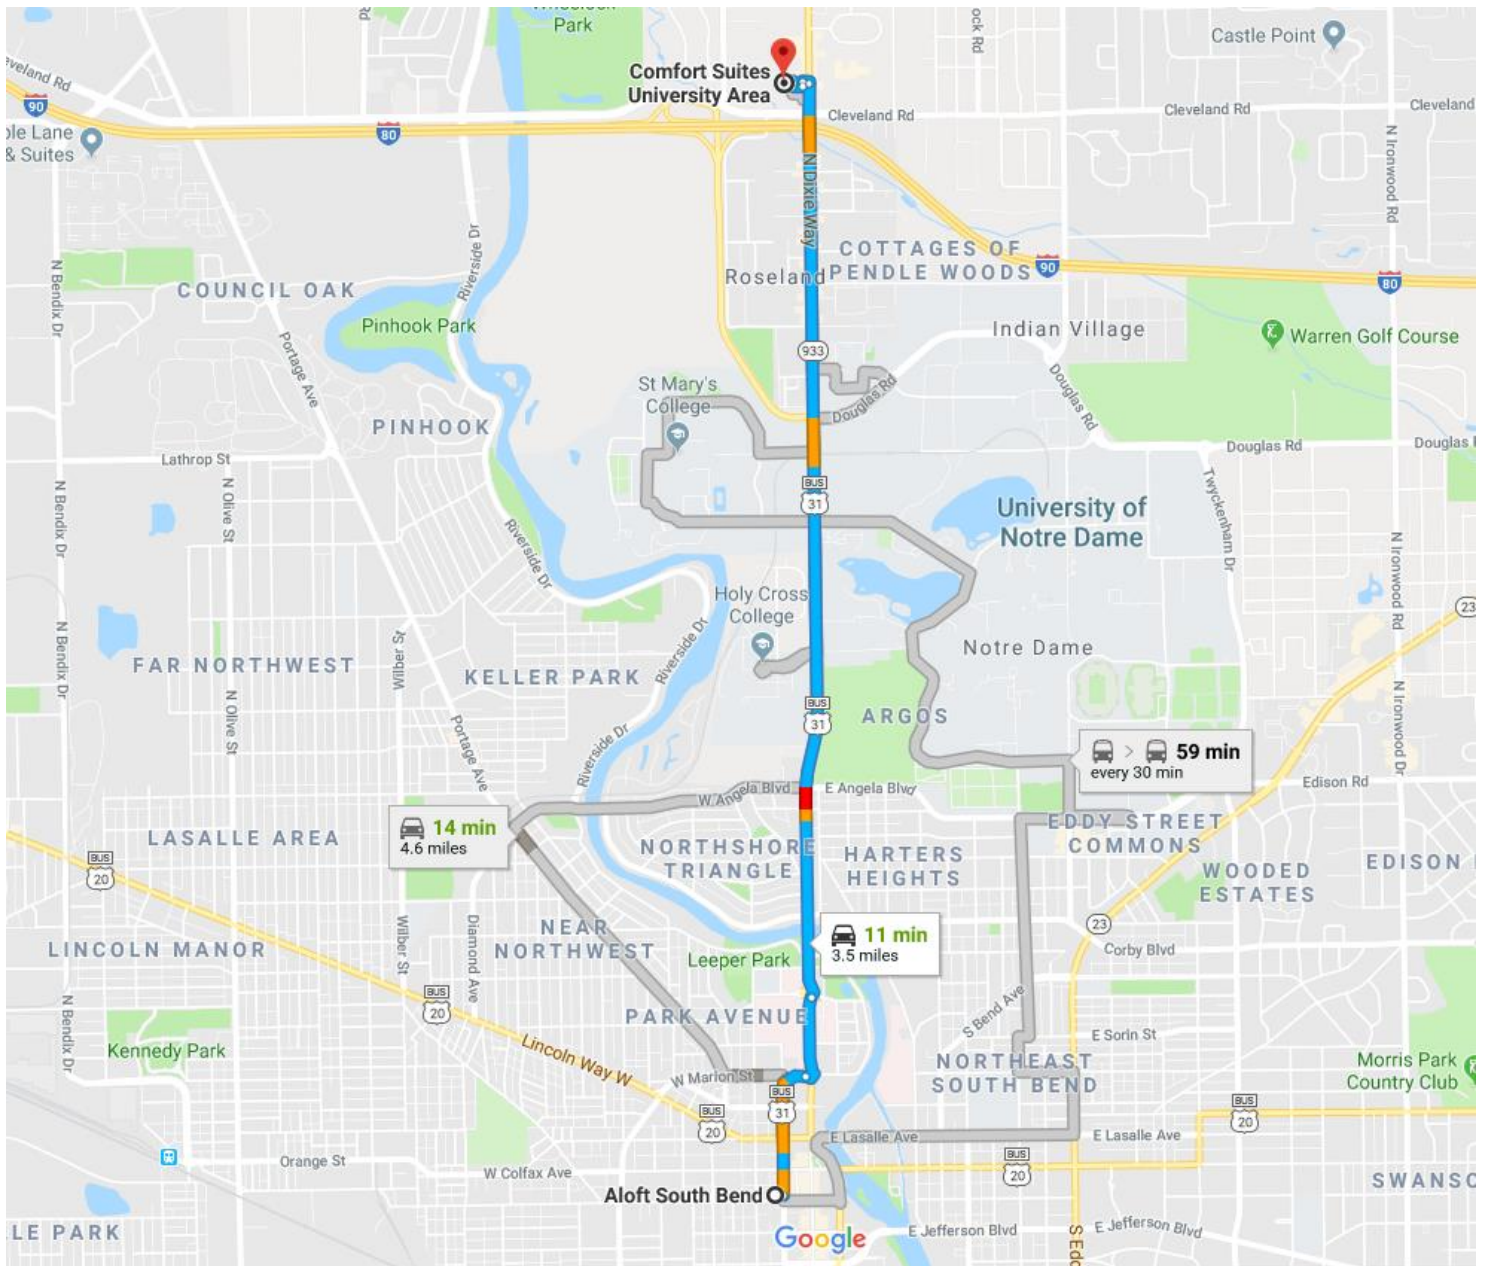 Park
Castle Point
Comfort Suites
University Area
Cleveland Rd
Cleveland Rd
Cleveland
90
80
& Suites
N Ironwood Rd
N Dixie Way
Riverside Dr
N Bendix Dr
COTTAGES OF
PENDLE WOODS
90
80
Roseland
COUNCIL OAK
Pinhook Park
Indian Village
Warren Golf Course
Portage Ave
933
Douglas Rd
Douglas Rd
St Mary's
College
PINHOOK
Lathrop St
Douglas Rd
Douglas
N Olive St
N Bendix Dr
Twyckenham Dr
BUS
31
University of
Notre Dame
Riverside Dr
N Ironwood Rd
Holy Cross
College
23
N Bendix Dr
Wilber St
Riverside Dr
Notre Dame
FAR NORTHWEST
KELLER PARK
N Olive St
N Ironwood Dr
BUS
31
ARGOS
Portage Ave
Riverside Dr
59 min
every 30 min
Edison Rd
W Angela Blvd
E Angela Blvd
14 min
4.6 miles
EDDY STREET
COMMONS
LASALLE AREA
NORTHSHORE
TRIANGLE
HARTERS
HEIGHTS
EDISON
BUS
20
WOODED
ESTATES
Wilber St
Diamond Ave
NEAR
NORTHWEST
23
11 min
3.5 miles
LINCOLN MANOR
Corby Blvd
Leeper Park
N Bendix Dr
BUS
20
S Bend Ave
PARK AVENUE
E Sorin St
Kennedy Park
Lincoln Way W
NORTHEAST
SOUTH BEND
Morris Park
Country Club
W Marion St
BUS
31
BUS
20
BUS
20
E Lasalle Ave
E Lasalle Ave
Orange St
W Colfax Ave
BUS
20
Aloft South Bend
Google
E Jefferson Blvd
E Jefferson Blvd